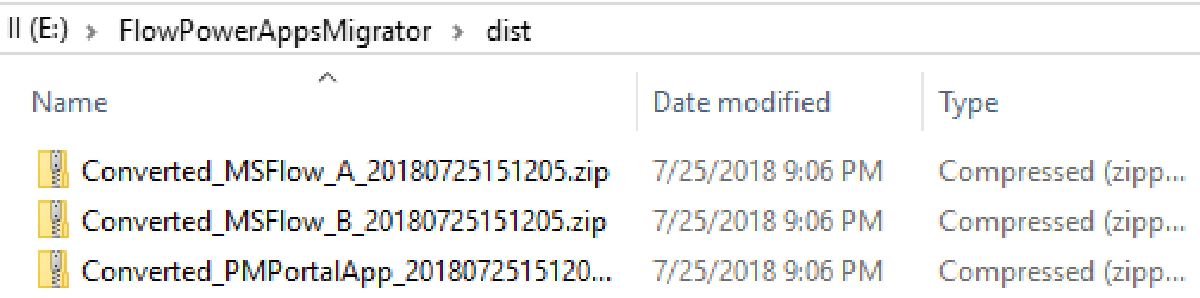 ll (E:) > FlowPowerAppsMigrator > dist
Name Date modified Type
Converted_MSFlow_A_20180725151205.zip 7/25/2018 9:06 PM Compressed (zipp...
Converted_MSFlow_B_20180725151205.zip 7/25/2018 9:06 PM Compressed (zipp...
Converted_PMPortalApp_2018072515120... 7/25/2018 9:06 PM Compressed (zipp...